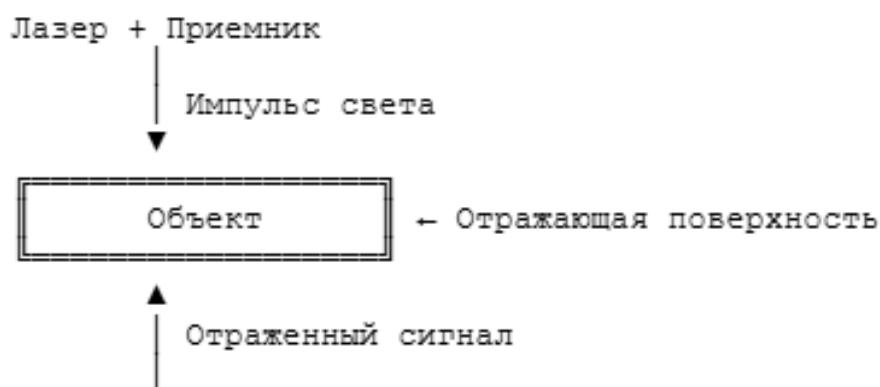 Лазер + Приемник
Импульс света
Объект ← Отражающая поверхность
Отраженный сигнал